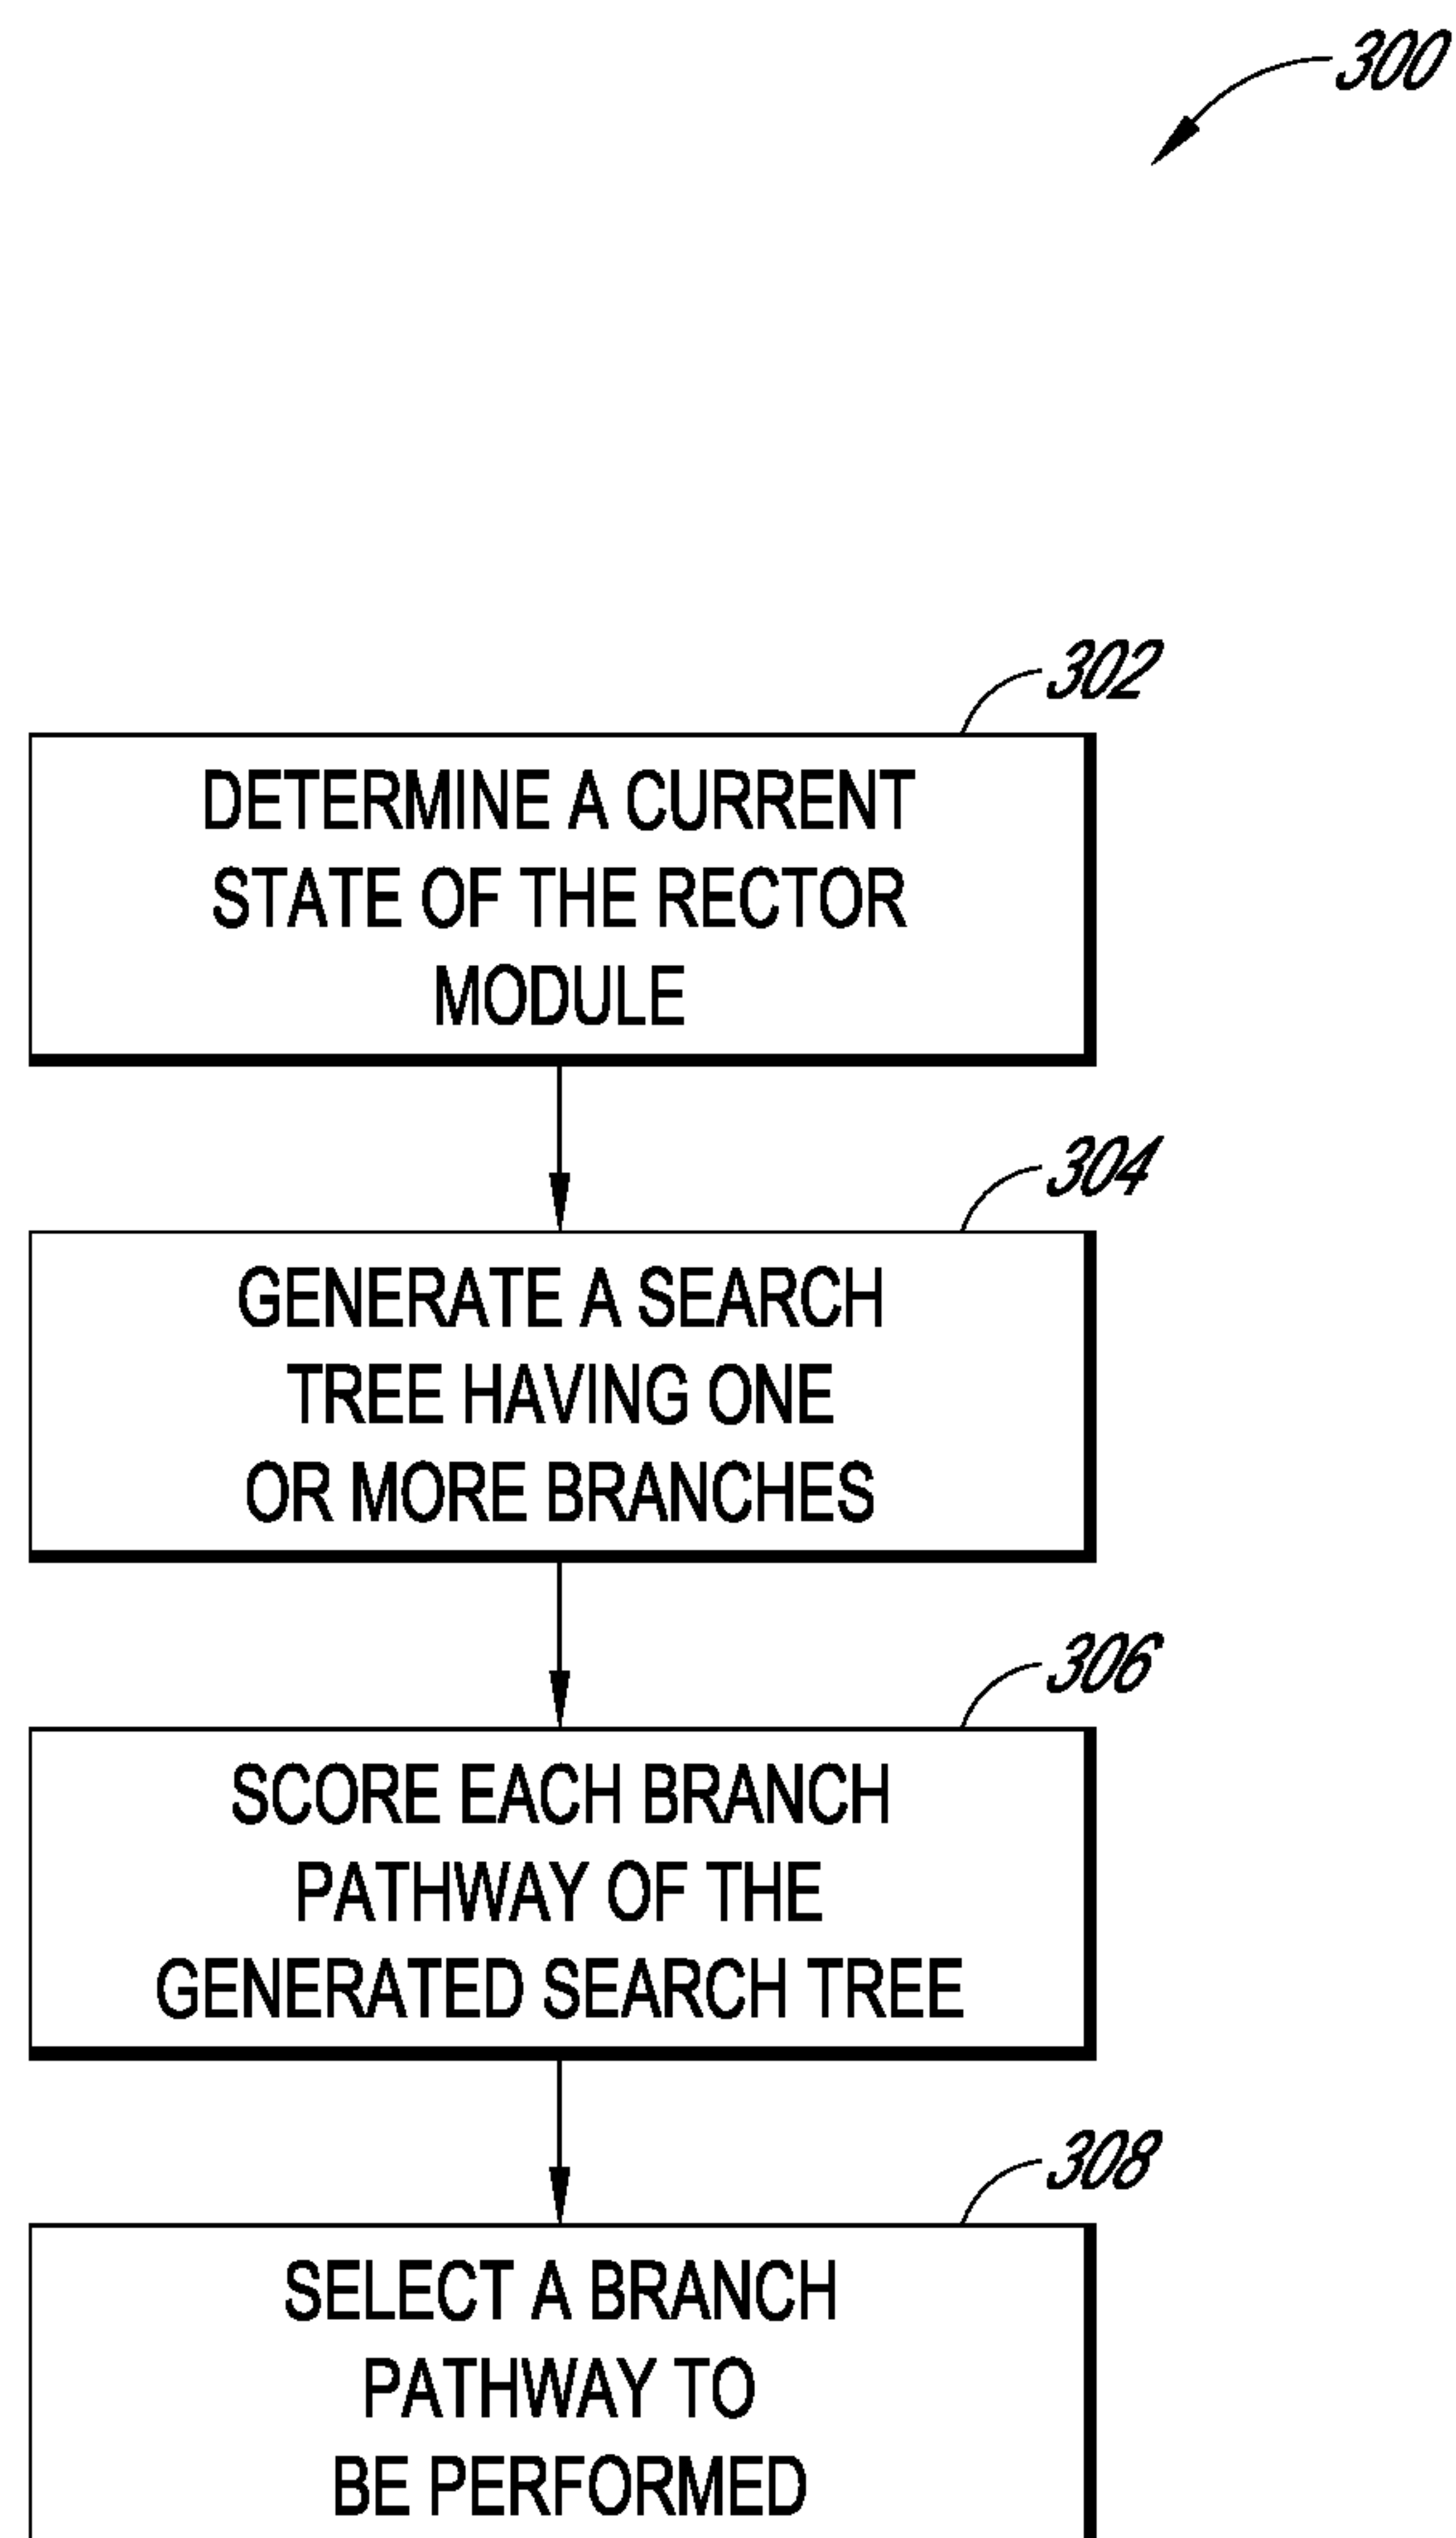 300
302
DETERMINE A CURRENT
STATE OF THE RECTOR
MODULE
304
GENERATE A SEARCH
TREE HAVING ONE
OR MORE BRANCHES
306
SCORE EACH BRANCH
PATHWAY OF THE
GENERATED SEARCH TREE
308
SELECT A BRANCH
PATHWAY TO
BE PERFORMED